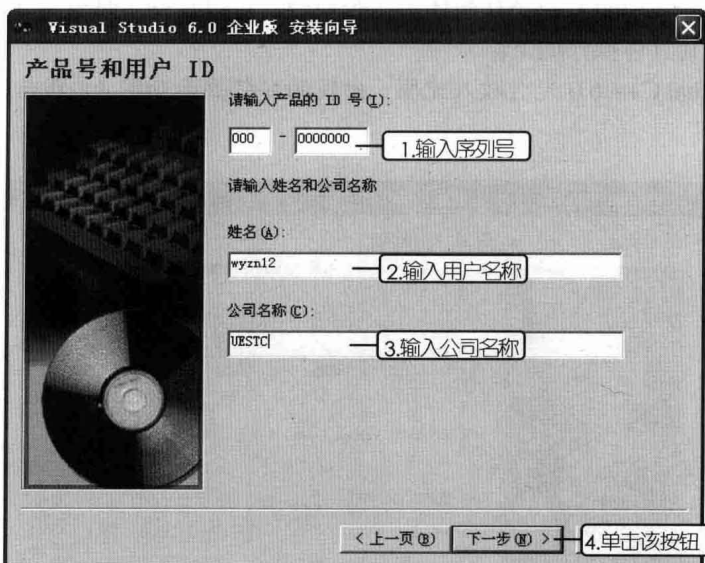 Visual Studio 6.0 企业版 安装向导
产品号和用户 ID
请输入产品的 ID 号(I):
000 - 0000000
1.输入序列号
请输入姓名和公司名称
姓名(A):
wyzn12
2.输入用户名称
公司名称(C):
UESTC
3.输入公司名称
< 上一页(B)
下一步(N) >
4.单击该按钮